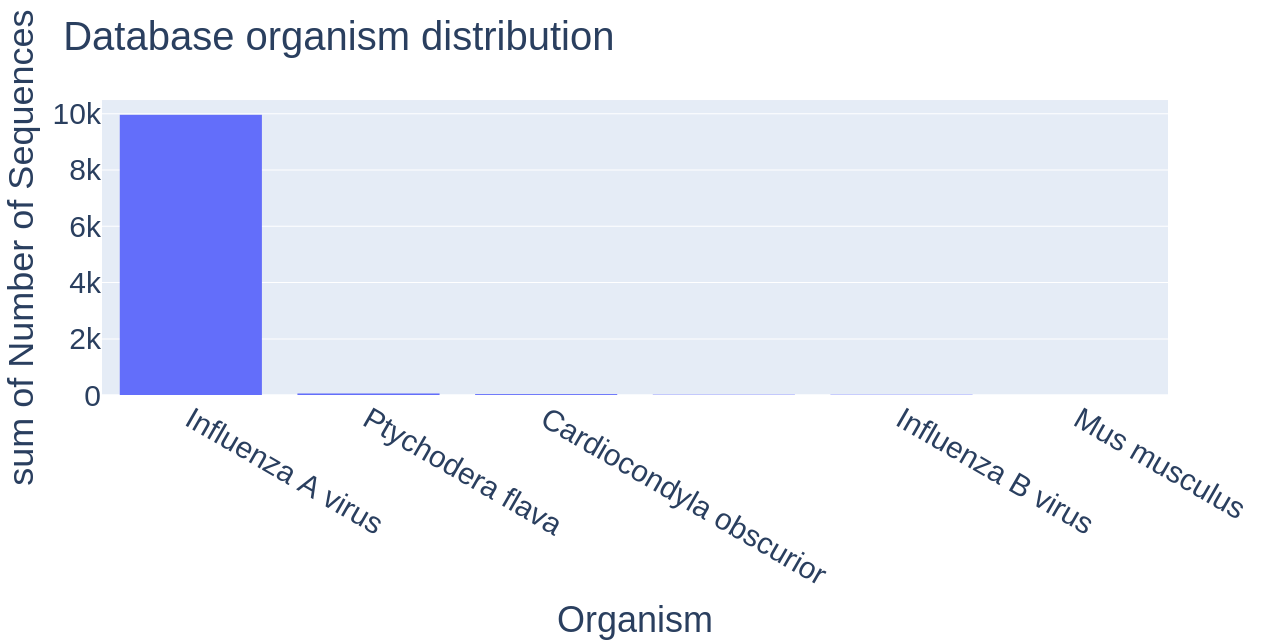 Database organism distribution
sum of Number of Sequences
10k
8k
6k
4k
2k
0
Influenza A virus
Ptychodera flava
Cardiocondyla obscurior
Influenza B virus
Mus musculus
Organism